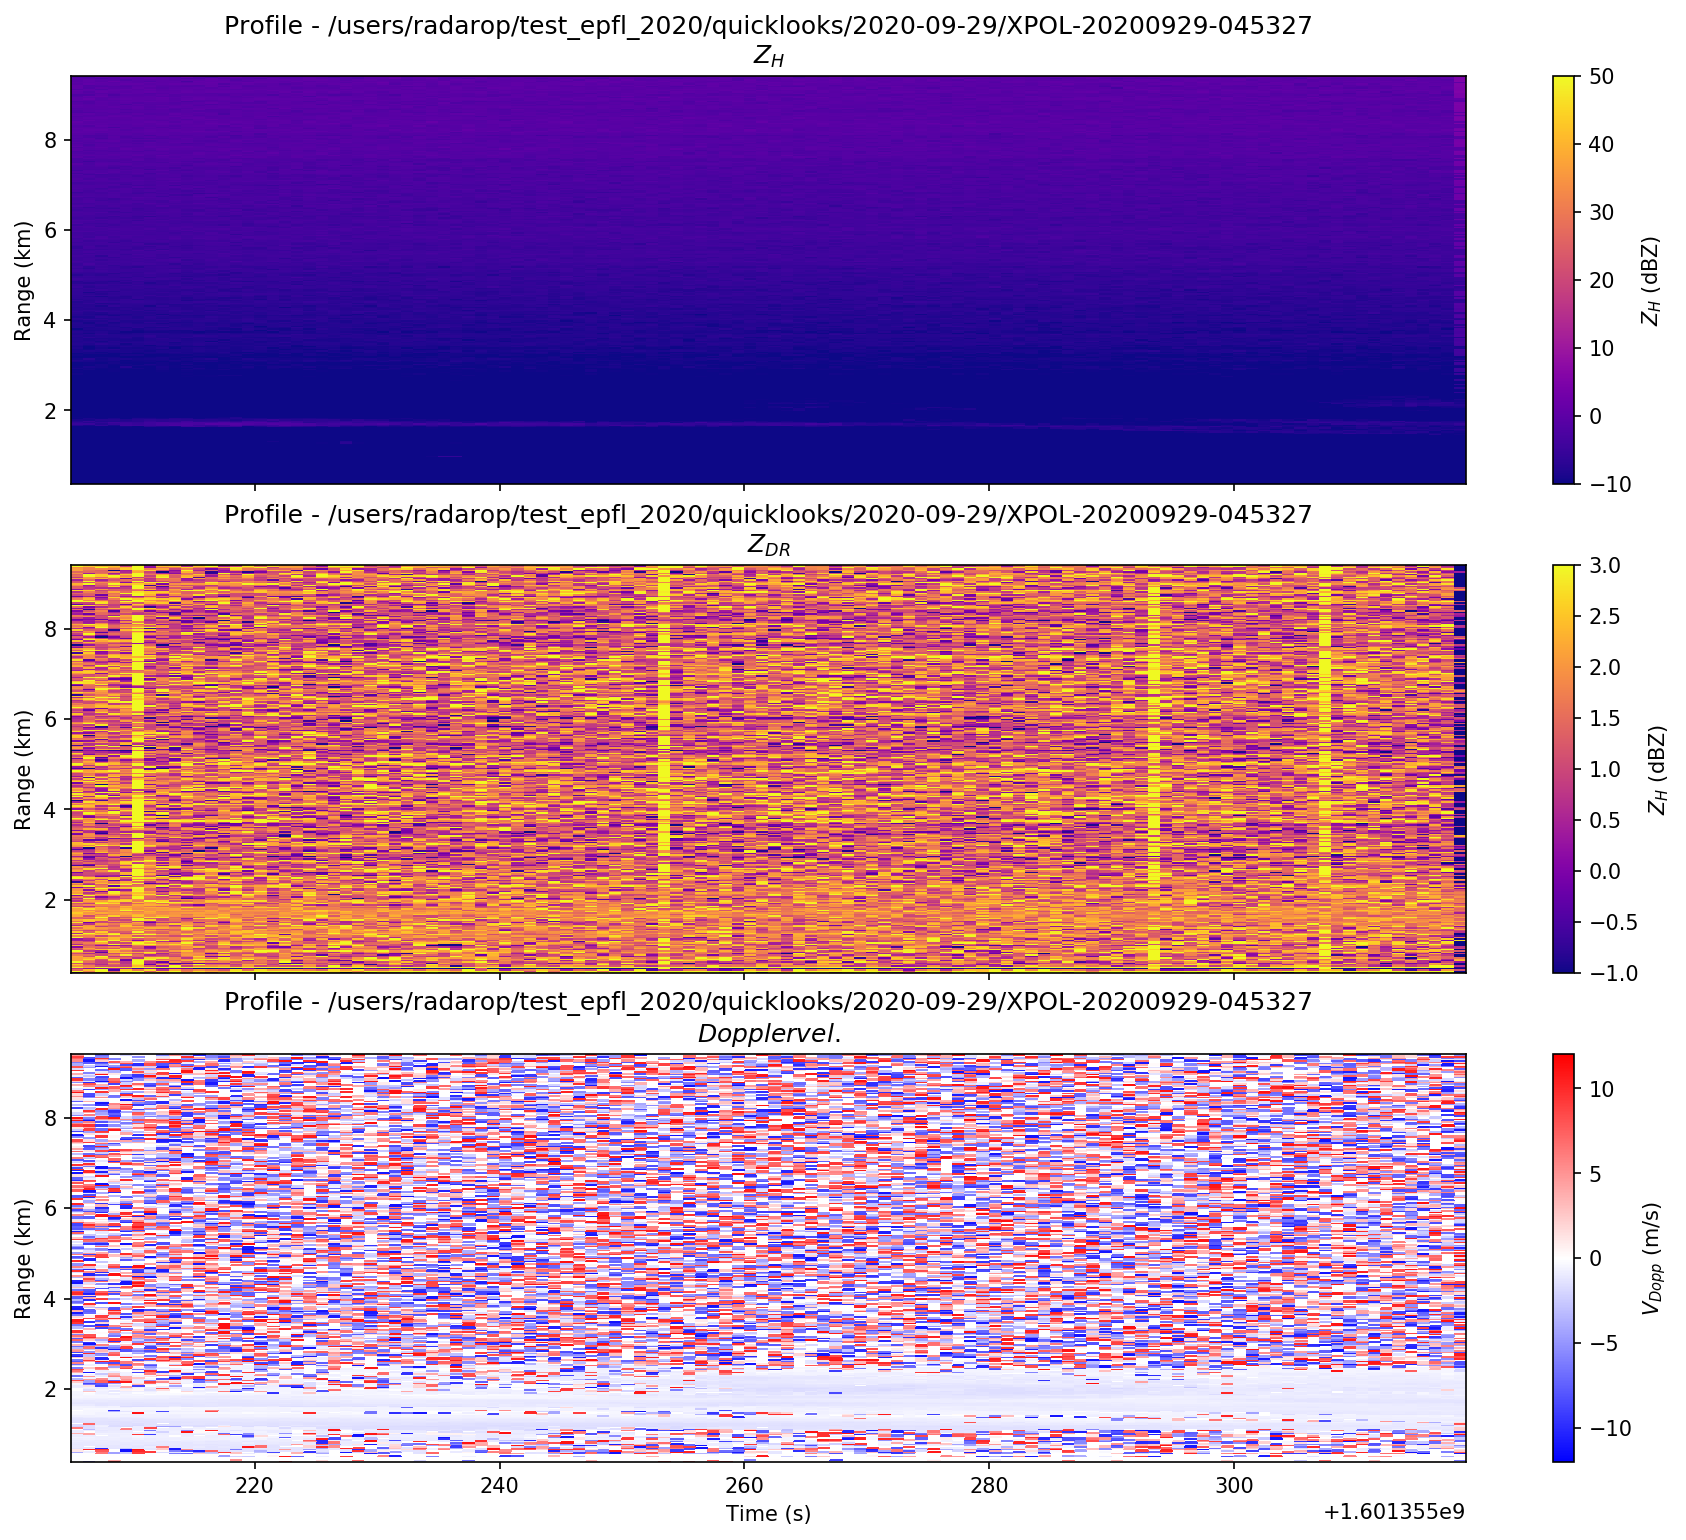 Profile - /users/radarop/test_epfl_2020/quicklooks/2020-09-29/XPOL-20200929-045327
Z_H
8
6
4
2
Range (km)
50
40
30
20
10
0
−10
Z_H (dBZ)
Profile - /users/radarop/test_epfl_2020/quicklooks/2020-09-29/XPOL-20200929-045327
Z_DR
8
6
4
2
Range (km)
3.0
2.5
2.0
1.5
1.0
0.5
0.0
−0.5
−1.0
Z_H (dBZ)
Profile - /users/radarop/test_epfl_2020/quicklooks/2020-09-29/XPOL-20200929-045327
Dopplervel.
8
6
4
2
Range (km)
10
5
0
−5
−10
V_Dopp (m/s)
220 240 260 280 300
Time (s)
+1.601355e9